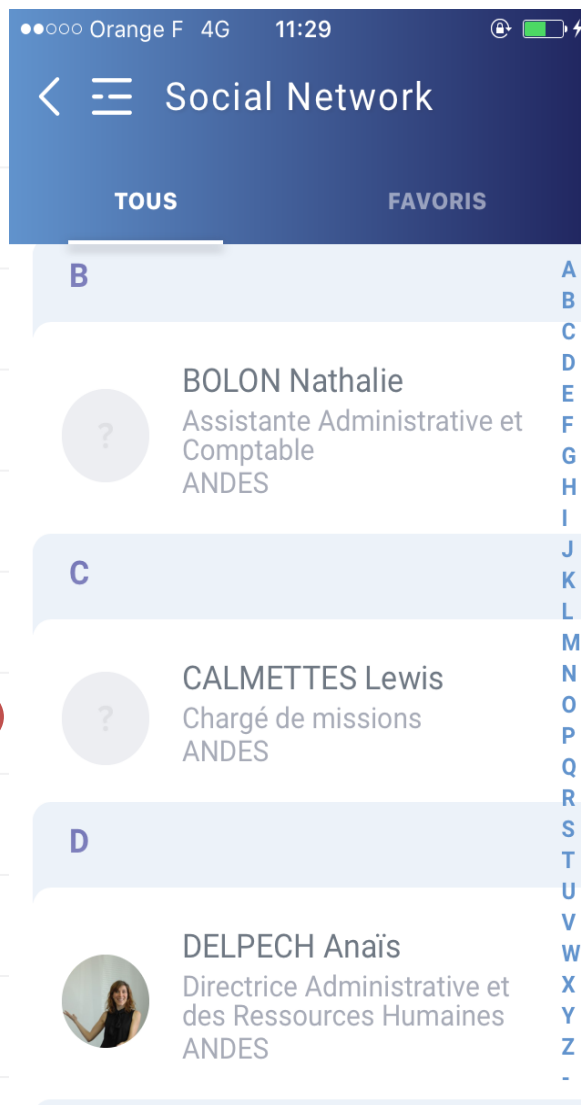 Orange F 4G 11:29
Social Network
TOUS FAVORIS
B
BOLON Nathalie
Assistante Administrative et
Comptable
ANDES
C
CALMETTES Lewis
Chargé de missions
ANDES
D
DELPECH Anaïs
Directrice Administrative et
des Ressources Humaines
ANDES
A
B
C
D
E
F
G
H
I
J
K
L
M
N
O
P
Q
R
S
T
U
V
W
X
Y
Z
-